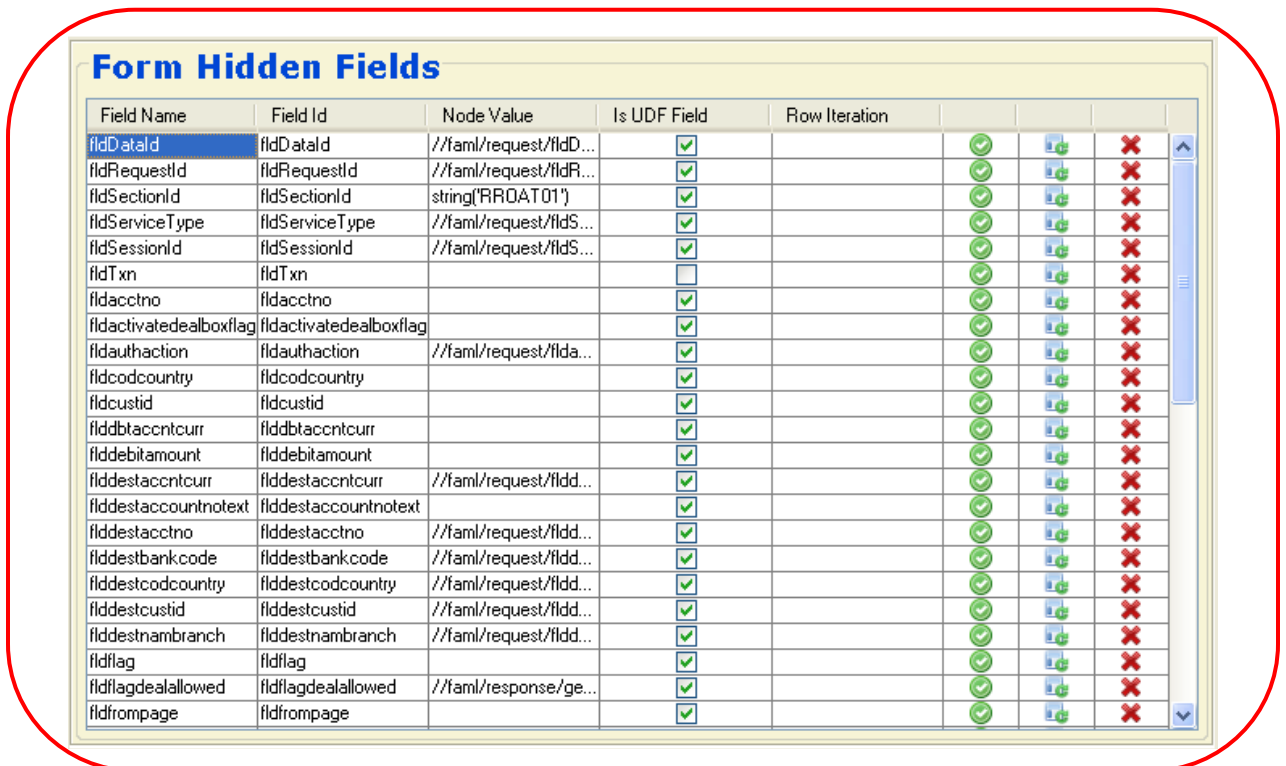 Form Hidden Fields
Field Name Field Id Node Value Is UDF Field Row Iteration
fldDataId fldDataId //faml/request/fldD...
fldRequestId fldRequestId //faml/request/fldR...
fldSectionId fldSectionId string('RROAT01')
fldServiceType fldServiceType //faml/request/fldS...
fldSessionId fldSessionId //faml/request/fldS...
fldTxn fldTxn
fldacctno fldacctno
fldactivatedealboxflag fldactivatedealboxflag
fldauthaction fldauthaction //faml/request/flda...
fldcodcountry fldcodcountry
fldcustid fldcustid
flddbtaccntcurr flddbtaccntcurr
flddebitamount flddebitamount
flddestaccntcurr flddestaccntcurr //faml/request/fldd...
flddestaccountnotext flddestaccountnotext
flddestacctno flddestacctno //faml/request/fldd...
flddestbankcode flddestbankcode //faml/request/fldd...
flddestcodcountry flddestcodcountry //faml/request/fldd...
flddestcustid flddestcustid //faml/request/fldd...
flddestnambranch flddestnambranch //faml/request/fldd...
fldflag fldflag
fldflagdealallowed fldflagdealallowed //faml/response/ge...
fldfrompage fldfrompage